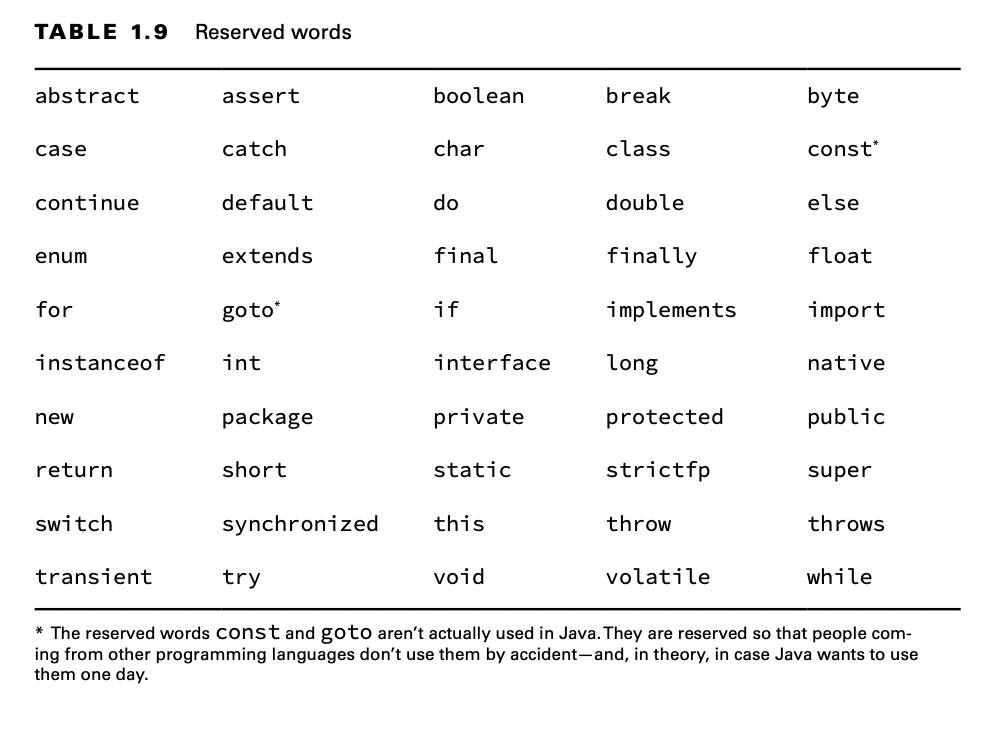 TABLE 1.9 Reserved words
abstract assert boolean break byte
case catch char class const*
continue default do double else
enum extends final finally float
for goto* if implements import
instanceof int interface long native
new package private protected public
return short static strictfp super
switch synchronized this throw throws
transient try void volatile while
* The reserved words const and goto aren’t actually used in Java. They are reserved so that people com-
ing from other programming languages don’t use them by accident—and, in theory, in case Java wants to use
them one day.